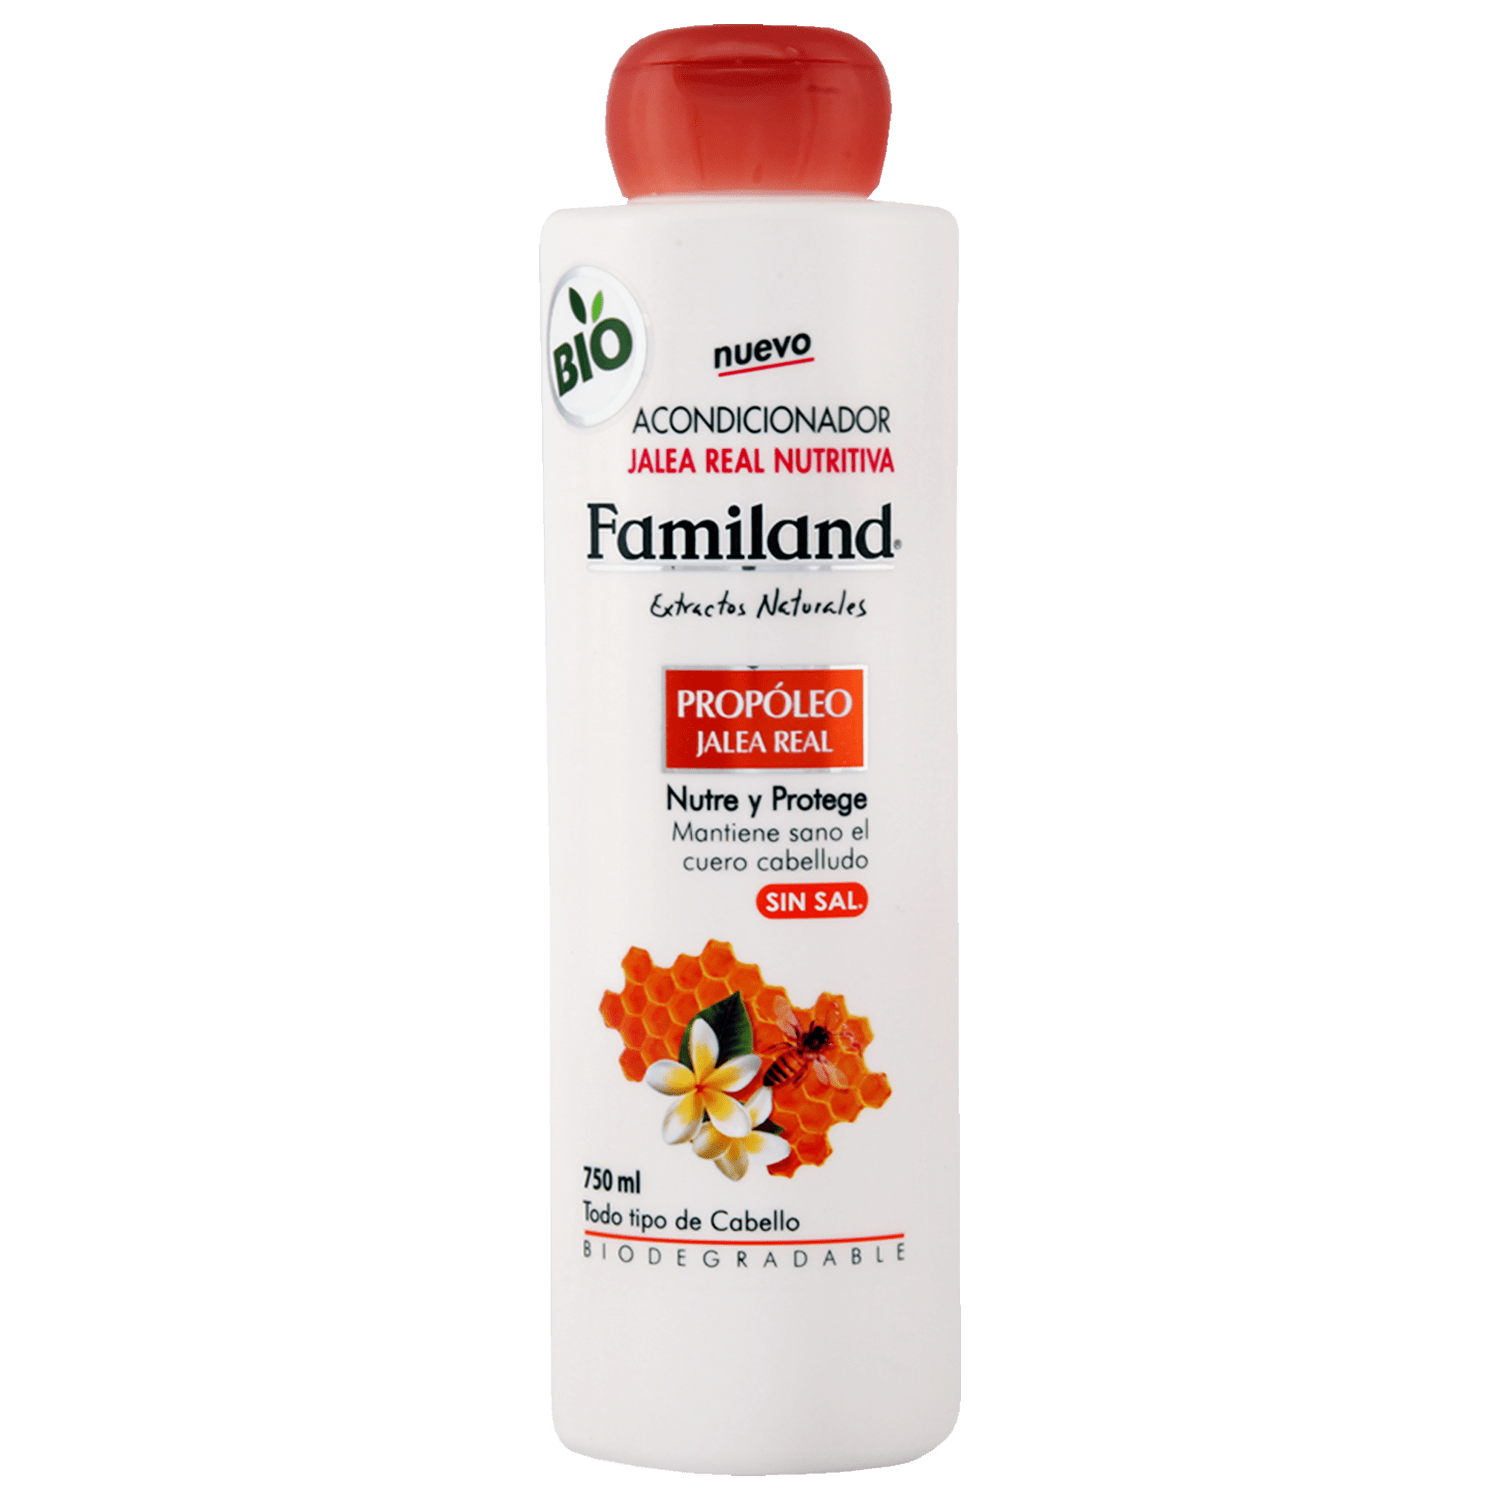 BIO
nuevo
ACONDICIONADOR
JALEA REAL NUTRITIVA
Familand®
Extractos Naturales
PROPÓLEO
JALEA REAL
Nutre y Protege
Mantiene sano el
cuero cabelludo
SIN SAL.
750 ml
Todo tipo de Cabello
BIODEGRADABLE